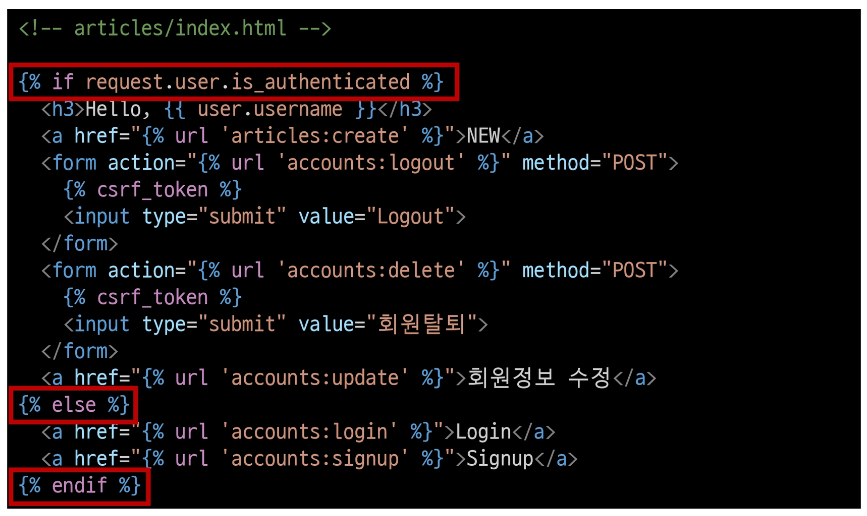 <!-- articles/index.html -->
{% if request.user.is_authenticated %}
<h3>Hello, {{ user.username }}</h3>
<a href="{% url 'articles:create' %}">NEW</a>
<form action="{% url 'accounts:logout' %}" method="POST">
{% csrf_token %}
<input type="submit" value="Logout">
</form>
<form action="{% url 'accounts:delete' %}" method="POST">
{% csrf_token %}
<input type="submit" value="회원탈퇴">
</form>
<a href="{% url 'accounts:update' %}">회원정보 수정</a>
{% else %}
<a href="{% url 'accounts:login' %}">Login</a>
<a href="{% url 'accounts:signup' %}">Signup</a>
{% endif %}